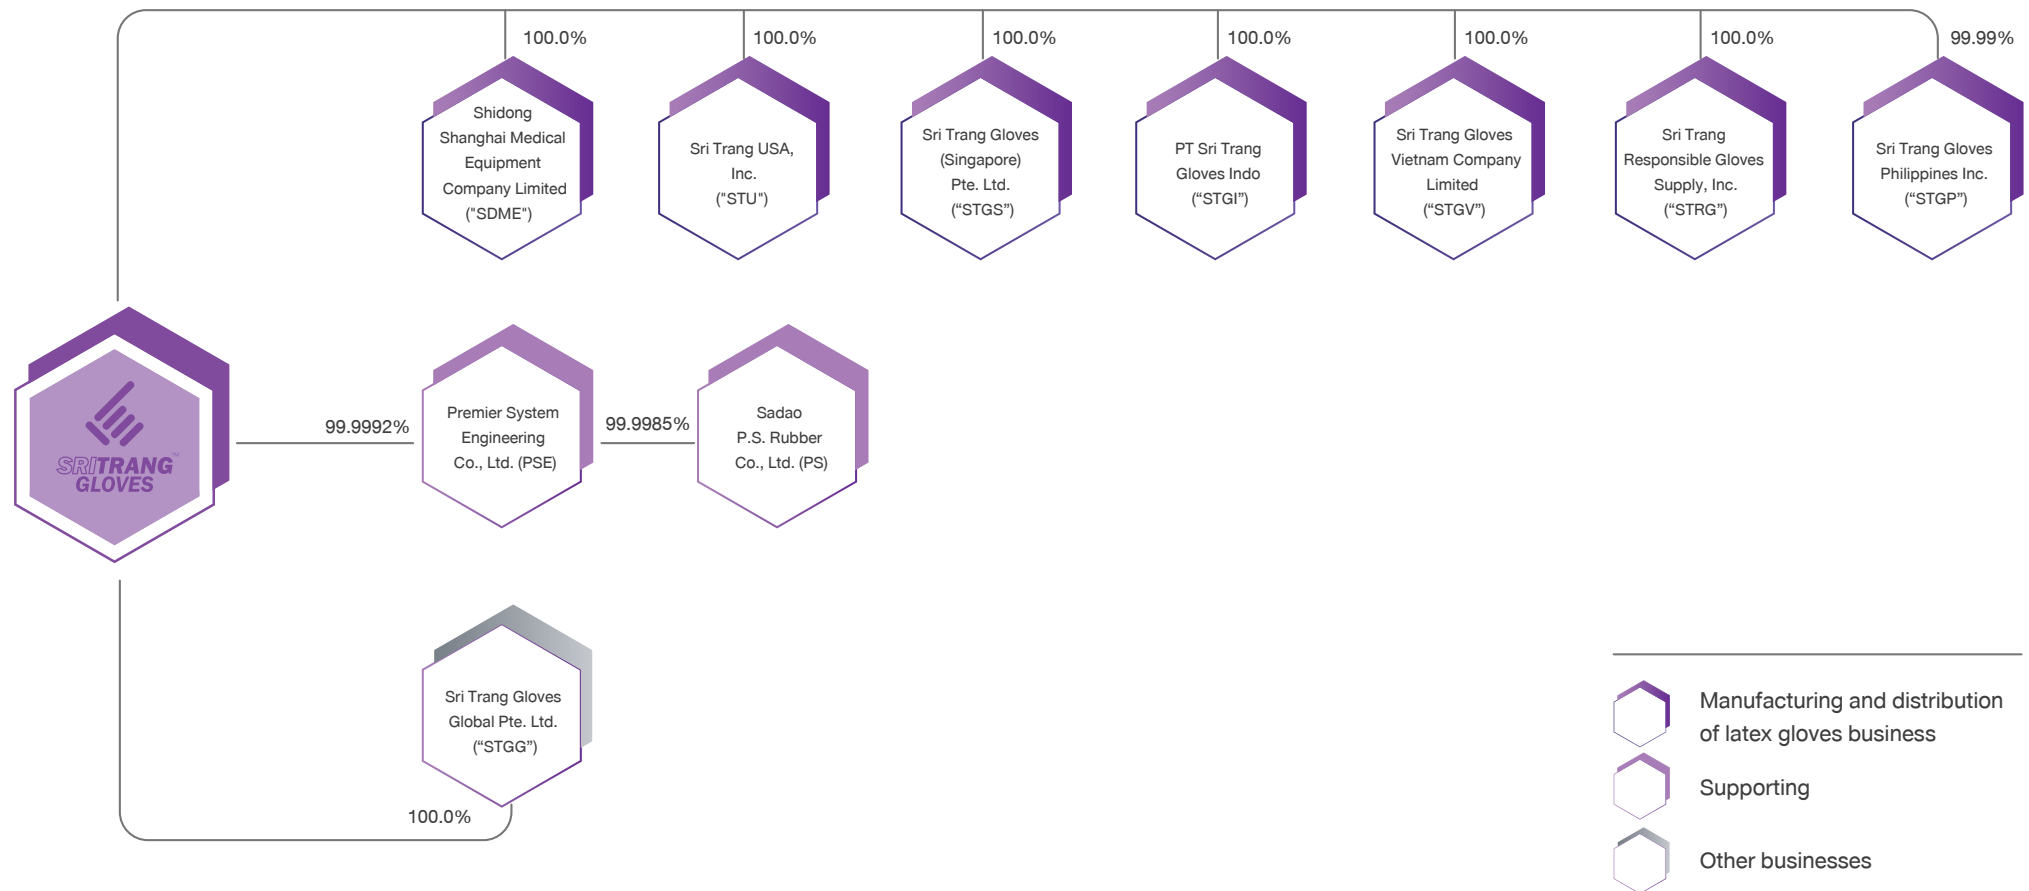 100.0%
100.0%
100.0%
100.0%
100.0%
100.0%
99.99%
Shidong
Shanghai Medical
Equipment
Company Limited
("SDME")
Sri Trang USA,
Inc.
("STU")
Sri Trang Gloves
(Singapore)
Pte. Ltd.
(“STGS”)
PT Sri Trang
Gloves Indo
(“STGI”)
Sri Trang Gloves
Vietnam Company
Limited
(“STGV”)
Sri Trang
Responsible Gloves
Supply, Inc.
(“STRG”)
Sri Trang Gloves
Philippines Inc.
(“STGP”)
SRITRANG™
GLOVES
99.9992%
Premier System
Engineering
Co., Ltd. (PSE)
99.9985%
Sadao
P.S. Rubber
Co., Ltd. (PS)
Sri Trang Gloves
Global Pte. Ltd.
(“STGG”)
100.0%
Manufacturing and distribution
of latex gloves business
Supporting
Other businesses